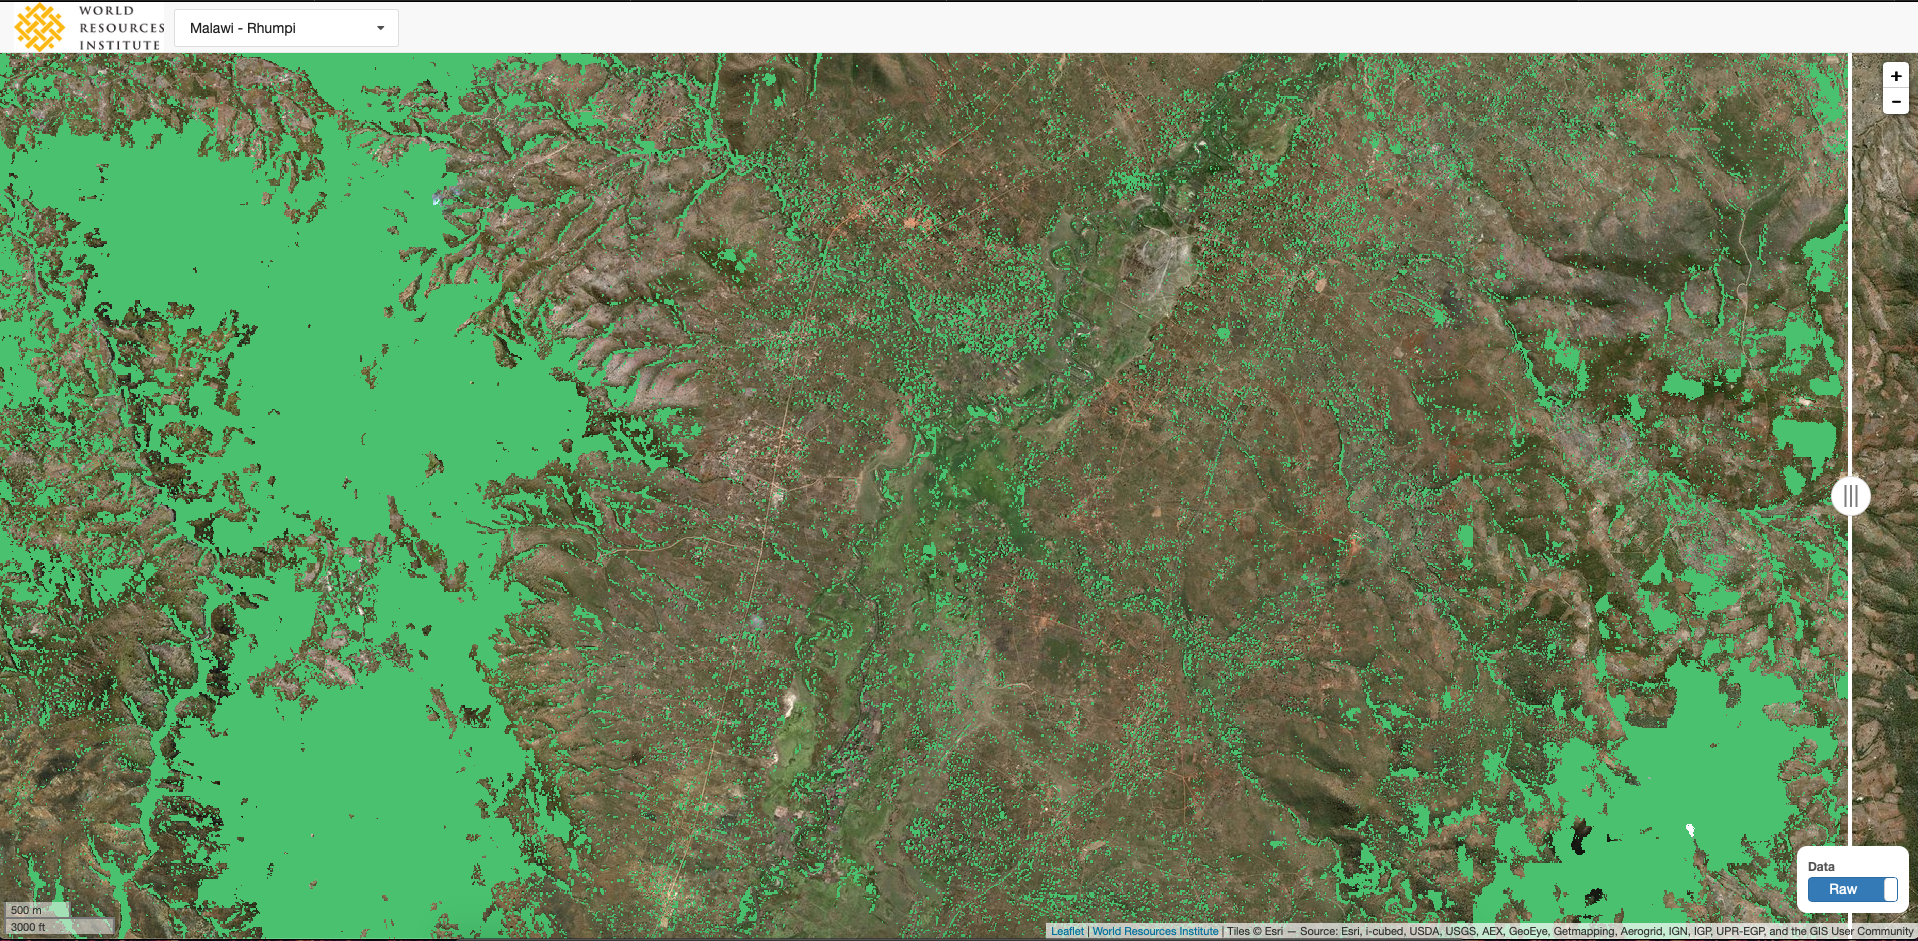 WORLD
RESOURCES
INSTITUTE
Malawi - Rhumpi
+
-
Data
Raw
500 m
3000 ft
Leaflet | World Resources Institute | Tiles © Esri — Source: Esri, i-cubed, USDA, USGS, AEX, GeoEye, Getmapping, Aerogrid, IGN, IGP, UPR-EGP, and the GIS User Community